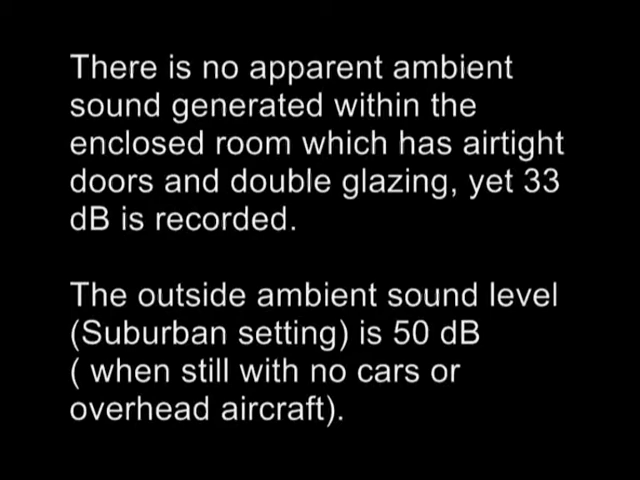 There is no apparent ambient
sound generated within the
enclosed room which has airtight
doors and double glazing, yet 33
dB is recorded.
The outside ambient sound level
(Suburban setting) is 50 dB
( when still with no cars or
overhead aircraft).